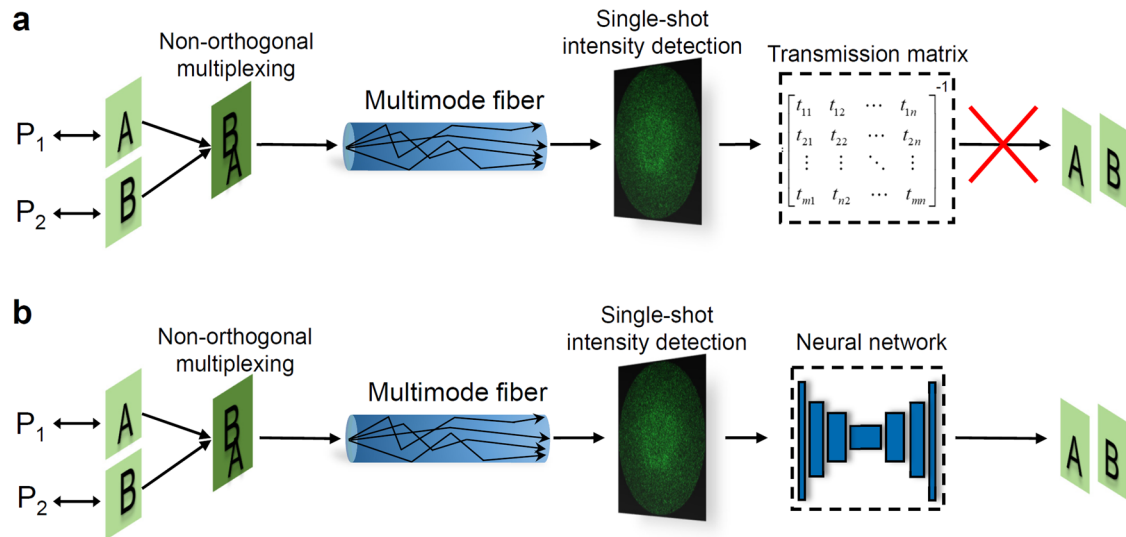 a
Non-orthogonal
multiplexing
Single-shot
intensity detection
Transmission matrix
Multimode fiber
P1
A
B
A
B
P2
-1
t11 t12 ⋯ t1n
t21 t22 ⋯ t2n
⋮ ⋮ ⋱ ⋮
tm1 tn2 ⋯ tmn
A B
b
Non-orthogonal
multiplexing
Single-shot
intensity detection
Neural network
Multimode fiber
P1
A
B
A
B
P2
A B